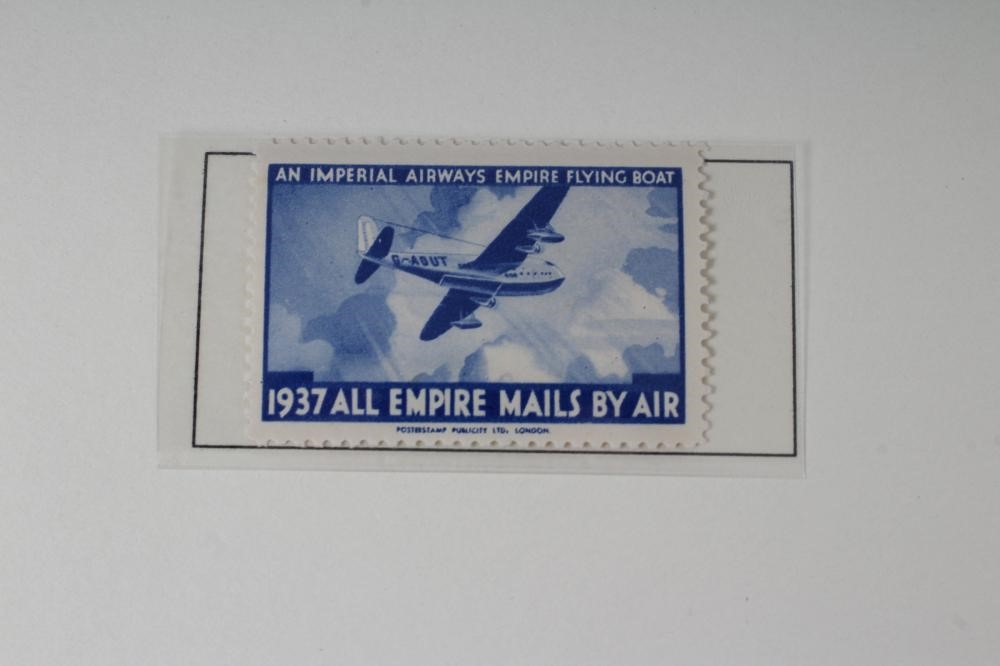 AN IMPERIAL AIRWAYS EMPIRE FLYING BOAT
G-ADUT
1937 ALL EMPIRE MAILS BY AIR
POSTERSTAMP PUBLICITY LTD, LONDON.